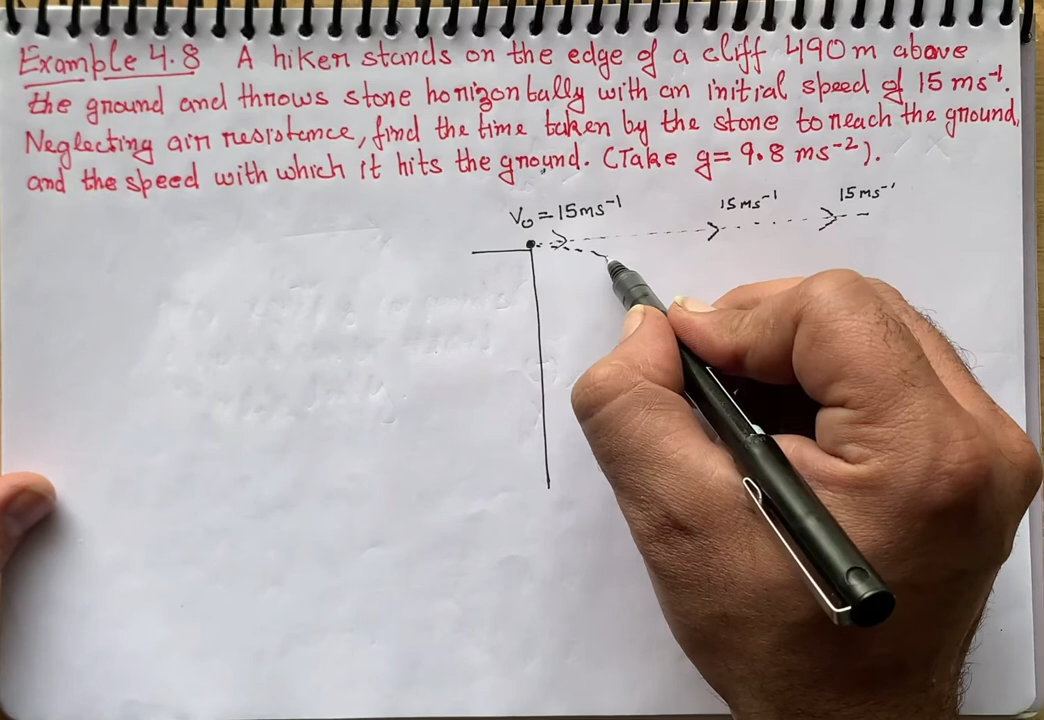 Example 4.8 A hiker stands on the edge of a cliff 490 m above
the ground and throws stone horizontally with an initial speed of 15 ms⁻¹.
Neglecting air resistance, find the time taken by the stone to reach the ground,
and the speed with which it hits the ground. (Take g = 9.8 ms⁻²).
V₀ = 15 ms⁻¹ 15 ms⁻¹ 15 ms⁻¹